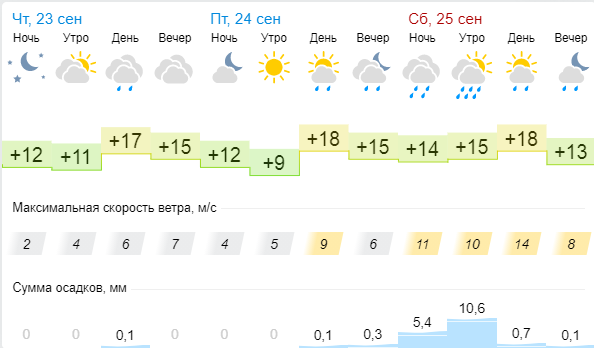 Чт, 23 сен Пт, 24 сен Сб, 25 сен
Ночь Утро День Вечер Ночь Утро День Вечер Ночь Утро День Вечер
+12 +11 +17 +15 +12 +9 +18 +15 +14 +15 +18 +13
Максимальная скорость ветра, м/с
2 4 6 7 4 5 9 6 11 10 14 8
Сумма осадков, мм
0 0 0,1 0 0 0 0,1 0,3 5,4 10,6 0,7 0,1